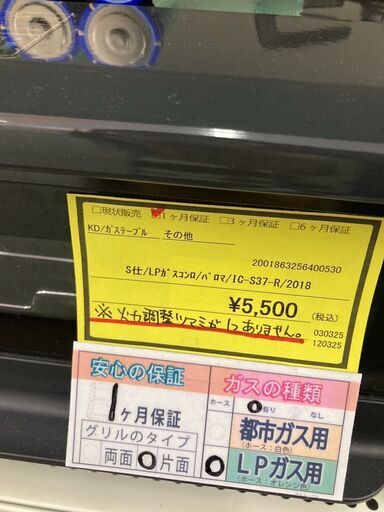 □現状販売 ☑1ヶ月保証 □3ヶ月保証 □6ヶ月保証
KD/ガステーブル その他
2001863256400530
S仕/LPガスコンロ/パロマ/IC-S37-R/2018
¥5,500 (税込)
※火力調整ツマミが1つありません。
030325
120325
安心の保証
1ヶ月保証
グリルのタイプ
両面 ○片面
ガスの種類
ホース ○有り なし
都市ガス用
(ホース:白色)
○LPガス用
(ホース:オレンジ色)